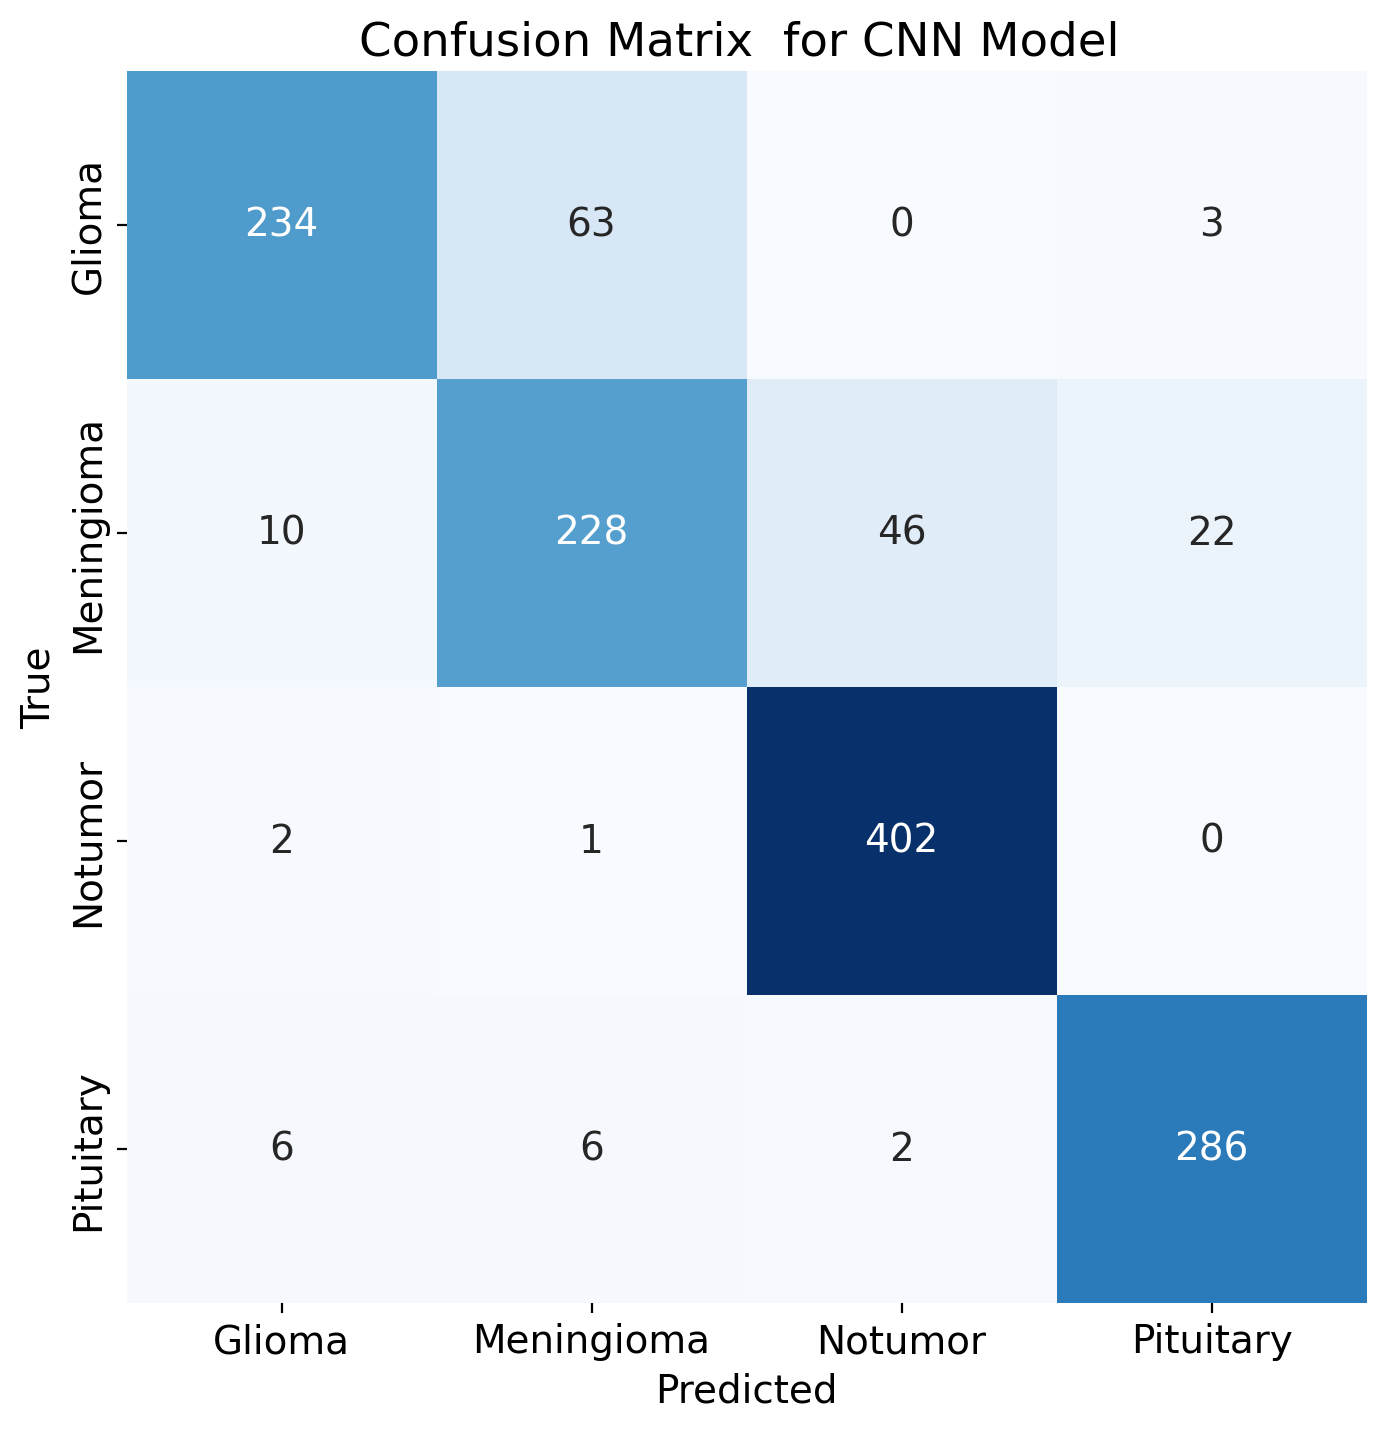 Confusion Matrix  for CNN Model
True
Glioma 234 63 0 3
Meningioma 10 228 46 22
Notumor 2 1 402 0
Pituitary 6 6 2 286
Glioma Meningioma Notumor Pituitary
Predicted